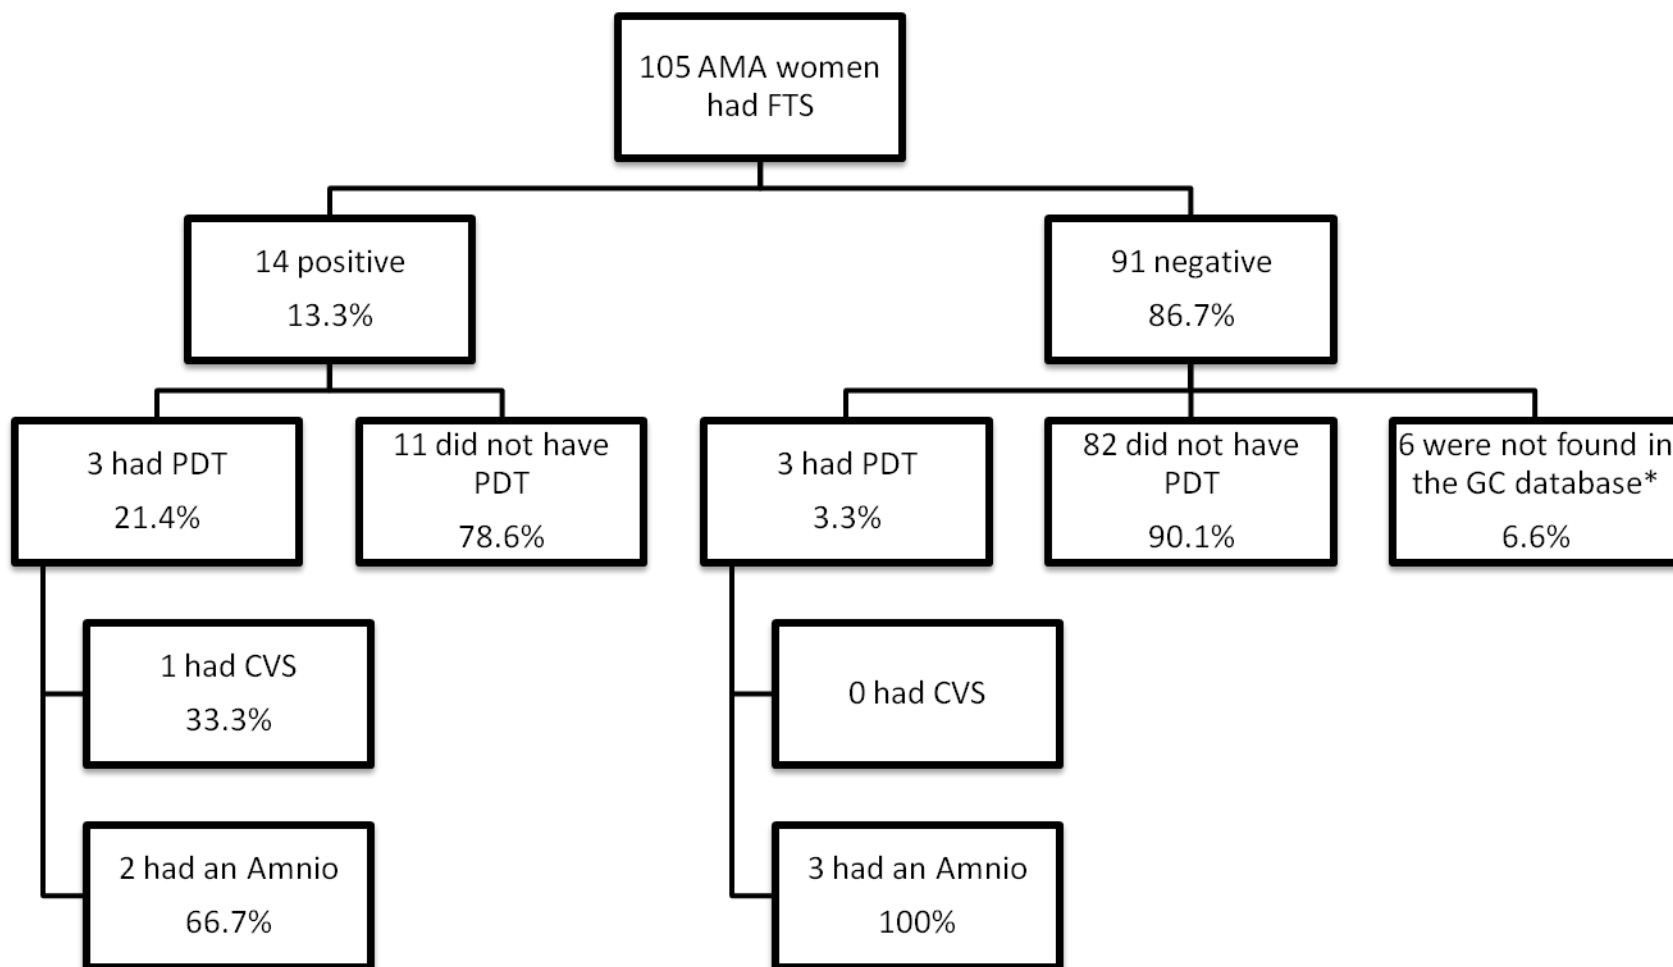 105 AMA women
had FTS
14 positive
13.3%
91 negative
86.7%
3 had PDT
21.4%
11 did not have
PDT
78.6%
3 had PDT
3.3%
82 did not have
PDT
90.1%
6 were not found in
the GC database*
6.6%
1 had CVS
33.3%
0 had CVS
2 had an Amnio
66.7%
3 had an Amnio
100%